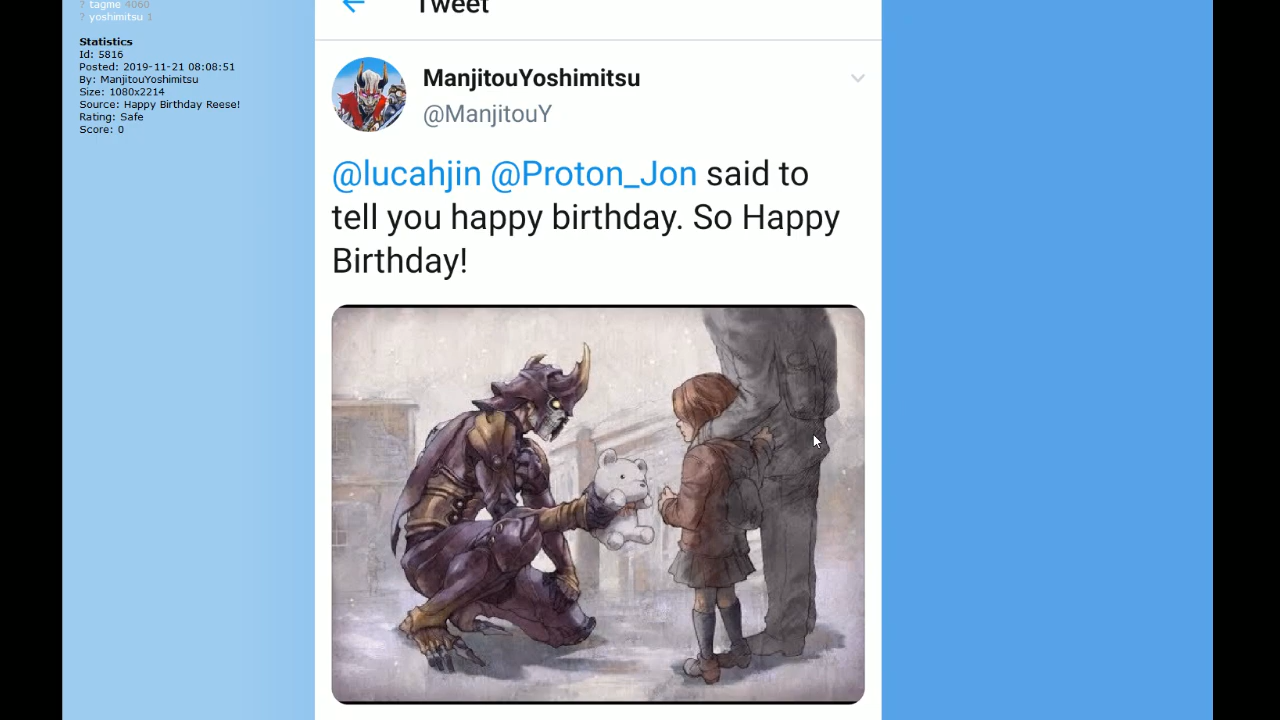 ? tagme 4060
? yoshimitsu 1
Statistics
Id: 5816
Posted: 2019-11-21 08:08:51
By: ManjitouYoshimitsu
Size: 1080x2214
Source: Happy Birthday Reese!
Rating: Safe
Score: 0
Tweet
ManjitouYoshimitsu
@ManjitouY
@lucahjin @Proton_Jon said to
tell you happy birthday. So Happy
Birthday!